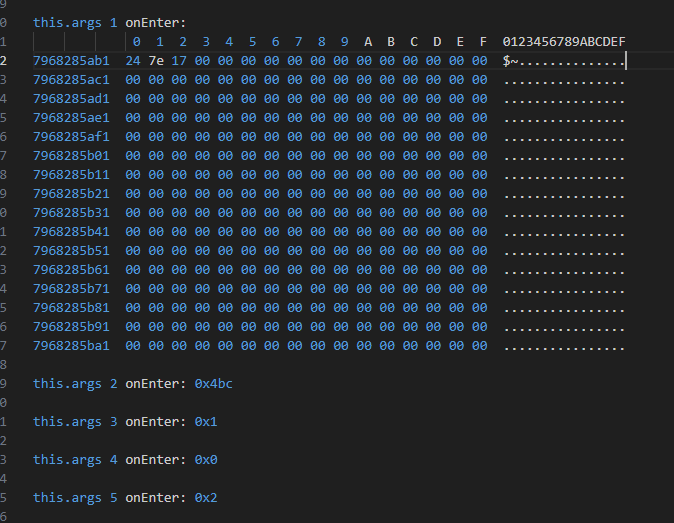 9
0 this.args 1 onEnter:
1 0 1 2 3 4 5 6 7 8 9 A B C D E F 0123456789ABCDEF
2 7968285ab1 24 7e 17 00 00 00 00 00 00 00 00 00 00 00 00 00 $~..............
3 7968285ac1 00 00 00 00 00 00 00 00 00 00 00 00 00 00 00 00 ................
4 7968285ad1 00 00 00 00 00 00 00 00 00 00 00 00 00 00 00 00 ................
5 7968285ae1 00 00 00 00 00 00 00 00 00 00 00 00 00 00 00 00 ................
6 7968285af1 00 00 00 00 00 00 00 00 00 00 00 00 00 00 00 00 ................
7 7968285b01 00 00 00 00 00 00 00 00 00 00 00 00 00 00 00 00 ................
8 7968285b11 00 00 00 00 00 00 00 00 00 00 00 00 00 00 00 00 ................
9 7968285b21 00 00 00 00 00 00 00 00 00 00 00 00 00 00 00 00 ................
0 7968285b31 00 00 00 00 00 00 00 00 00 00 00 00 00 00 00 00 ................
1 7968285b41 00 00 00 00 00 00 00 00 00 00 00 00 00 00 00 00 ................
2 7968285b51 00 00 00 00 00 00 00 00 00 00 00 00 00 00 00 00 ................
3 7968285b61 00 00 00 00 00 00 00 00 00 00 00 00 00 00 00 00 ................
4 7968285b71 00 00 00 00 00 00 00 00 00 00 00 00 00 00 00 00 ................
5 7968285b81 00 00 00 00 00 00 00 00 00 00 00 00 00 00 00 00 ................
6 7968285b91 00 00 00 00 00 00 00 00 00 00 00 00 00 00 00 00 ................
7 7968285ba1 00 00 00 00 00 00 00 00 00 00 00 00 00 00 00 00 ................
8
9 this.args 2 onEnter: 0x4bc
0
1 this.args 3 onEnter: 0x1
2
3 this.args 4 onEnter: 0x0
4
5 this.args 5 onEnter: 0x2
6